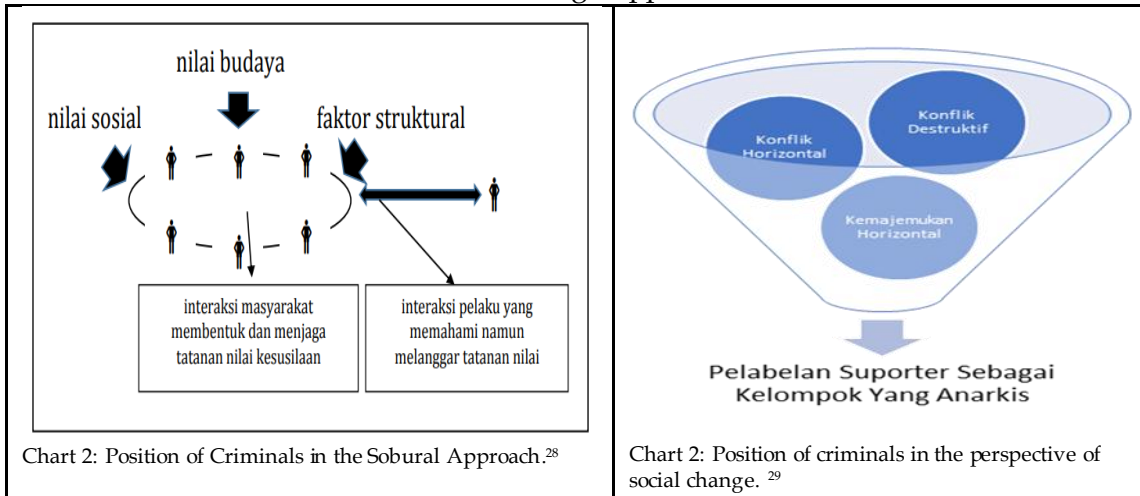 nilai budaya
nilai sosial
faktor struktural
interaksi masyarakat
membentuk dan menjaga
tatanan nilai kesusilaan
interaksi pelaku yang
memahami namun
melanggar tatanan nilai
Chart 2: Position of Criminals in the Sobural Approach.²⁸
Konflik
Horizontal
Konflik
Destruktif
Kemajemukan
Horizontal
Pelabelan Suporter Sebagai
Kelompok Yang Anarkis
Chart 2: Position of criminals in the perspective of
social change. ²⁹